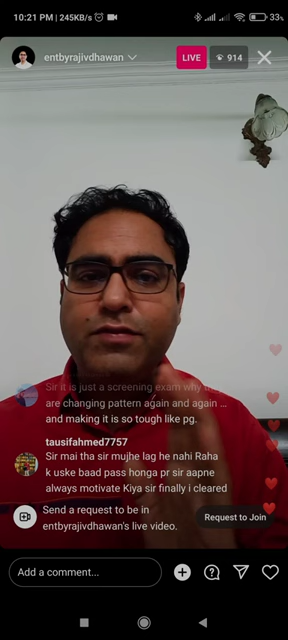 10:21 PM | 245KB/s
33%
entbyrajivdhawan
LIVE
914
Sir it is just a screening exam why
are changing pattern again and again ...
and making it is so tough like pg.
tausifahmed7757
Sir mai tha sir mujhe lag he nahi Raha
k uske baad pass honga pr sir aapne
always motivate Kiya sir finally i cleared
Send a request to be in
entbyrajivdhawan's live video.
Request to Join
Add a comment...